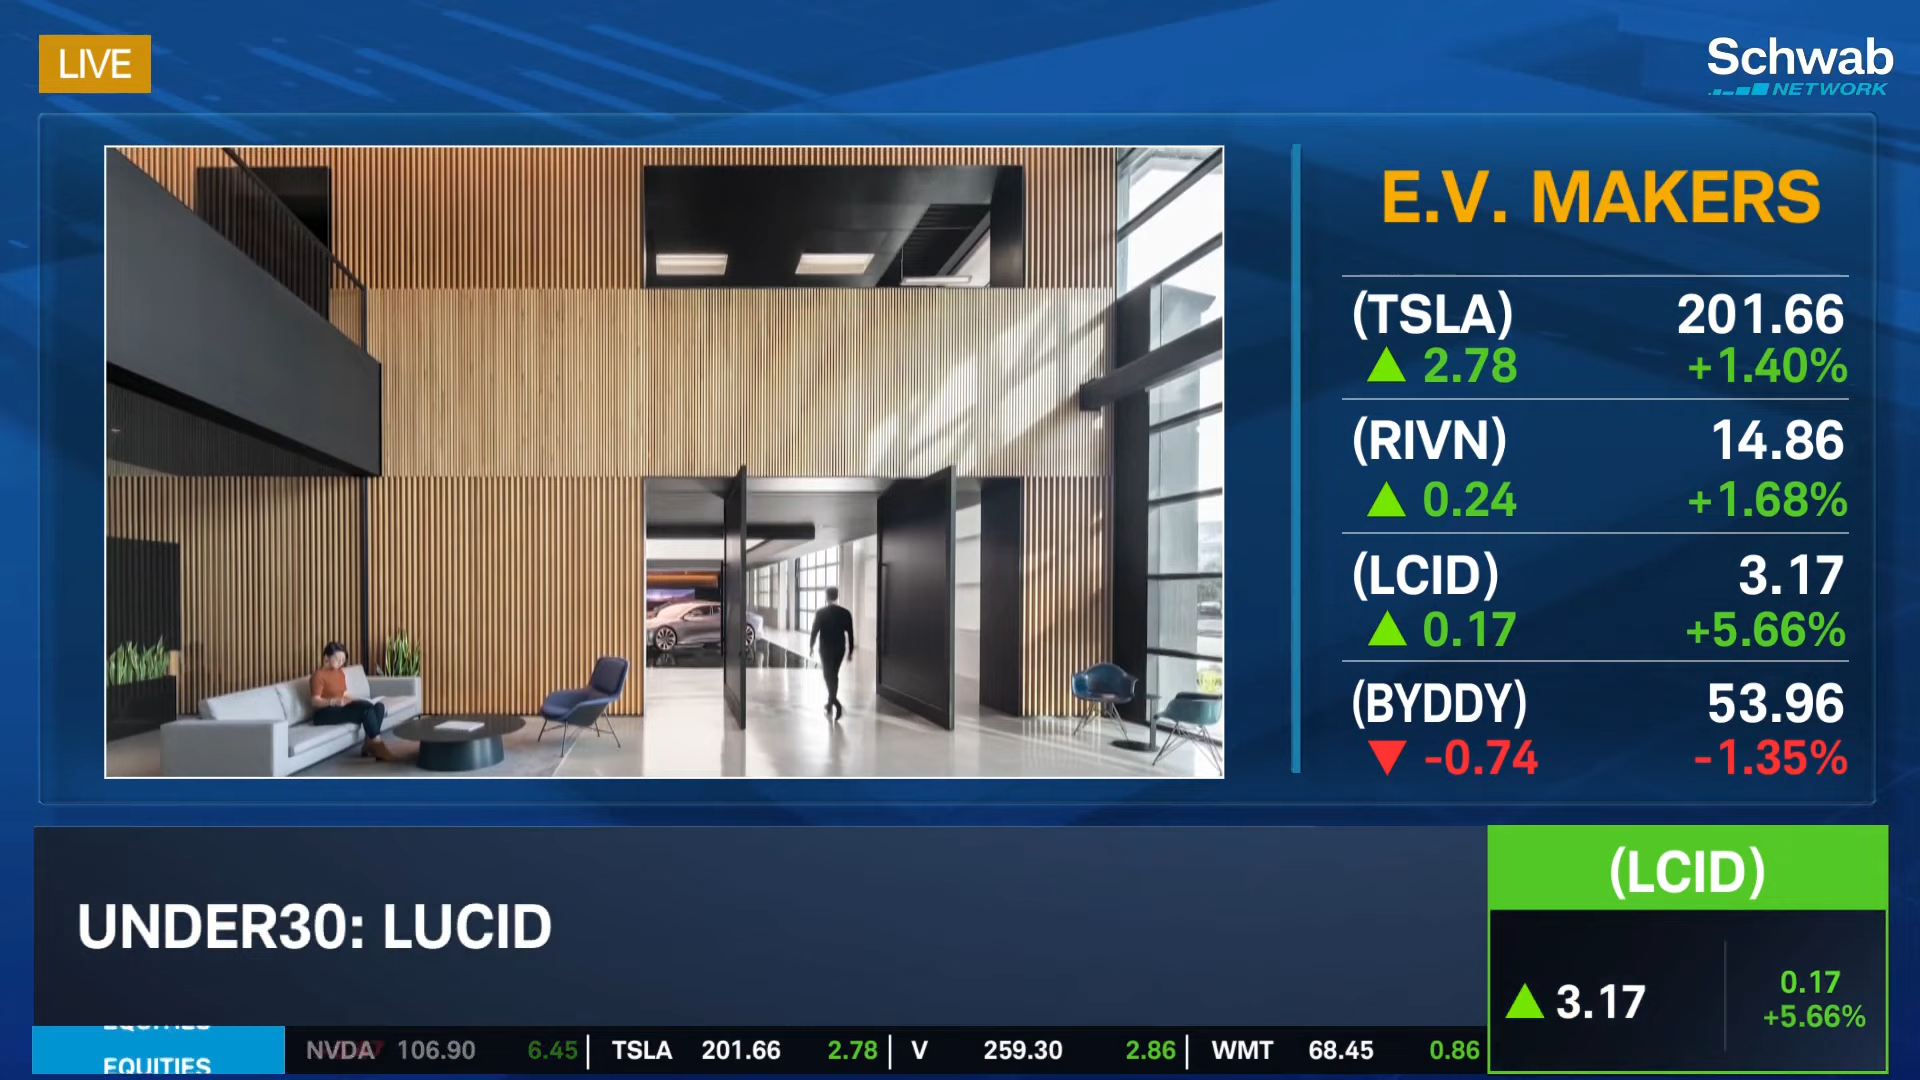 LIVE
Schwab
NETWORK
E.V. MAKERS
(TSLA) 201.66
▲ 2.78 +1.40%
(RIVN) 14.86
▲ 0.24 +1.68%
(LCID) 3.17
▲ 0.17 +5.66%
(BYDDY) 53.96
▼ -0.74 -1.35%
UNDER30: LUCID
(LCID)
▲ 3.17
0.17
+5.66%
EQUITIES
EQUITIES
NVDA 106.90 6.45 TSLA 201.66 2.78 V 259.30 2.86 WMT 68.45 0.86